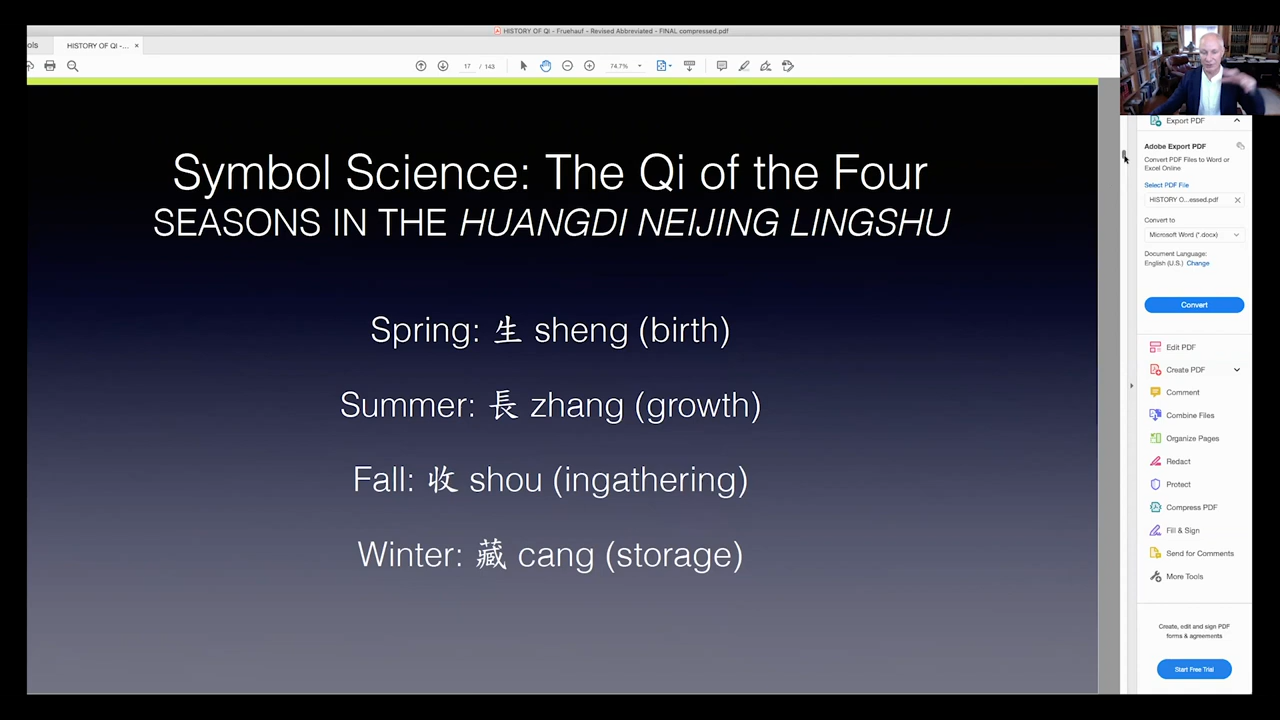 HISTORY OF QI - Fruehauf - Revised Abbreviated - FINAL compressed.pdf
ols
HISTORY OF QI -... ×
17 / 143
74.7%
Symbol Science: The Qi of the Four
SEASONS IN THE HUANGDI NEIJING LINGSHU
Spring: 生 sheng (birth)
Summer: 長 zhang (growth)
Fall: 收 shou (ingathering)
Winter: 藏 cang (storage)
Export PDF
Adobe Export PDF
Convert PDF Files to Word or
Excel Online
Select PDF File
HISTORY O...essed.pdf ×
Convert to
Microsoft Word (*.docx)
Document Language:
English (U.S.) Change
Convert
Edit PDF
Create PDF
Comment
Combine Files
Organize Pages
Redact
Protect
Compress PDF
Fill & Sign
Send for Comments
More Tools
Create, edit and sign PDF
forms & agreements
Start Free Trial